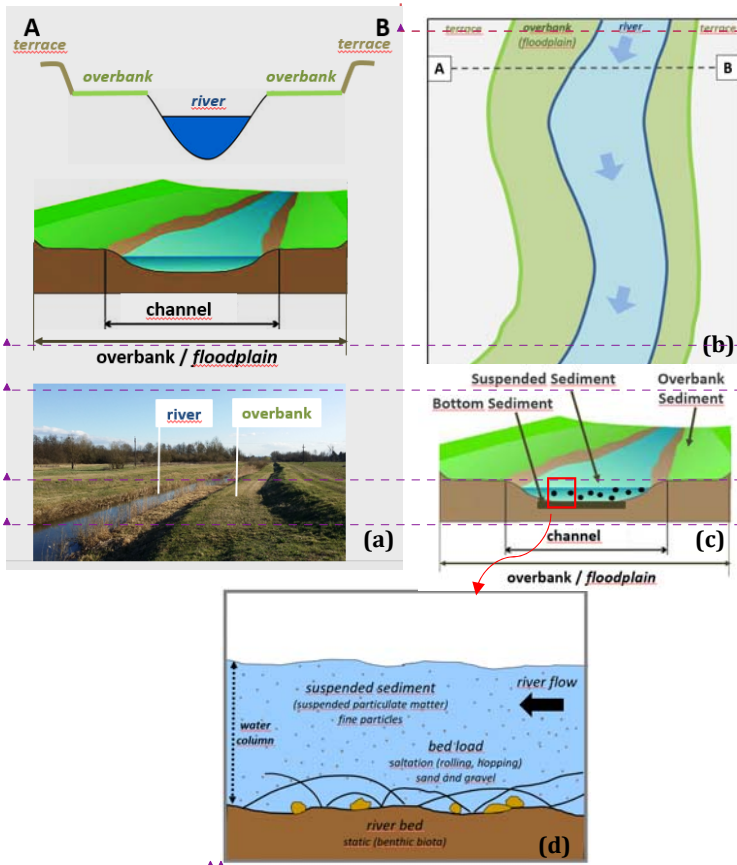 A
terrace
terrace
overbank
overbank
river
channel
overbank / floodplain
river
overbank
(a)
B
terrace
overbank
(floodplain)
river
terrace
A
B
(b)
Suspended Sediment
Overbank
Sediment
Bottom Sediment
channel
(c)
overbank / floodplain
suspended sediment
(suspended particulate matter)
fine particles
river flow
water
column
bed load
saltation (rolling, hopping)
sand and gravel
river bed
static (benthic biota)
(d)